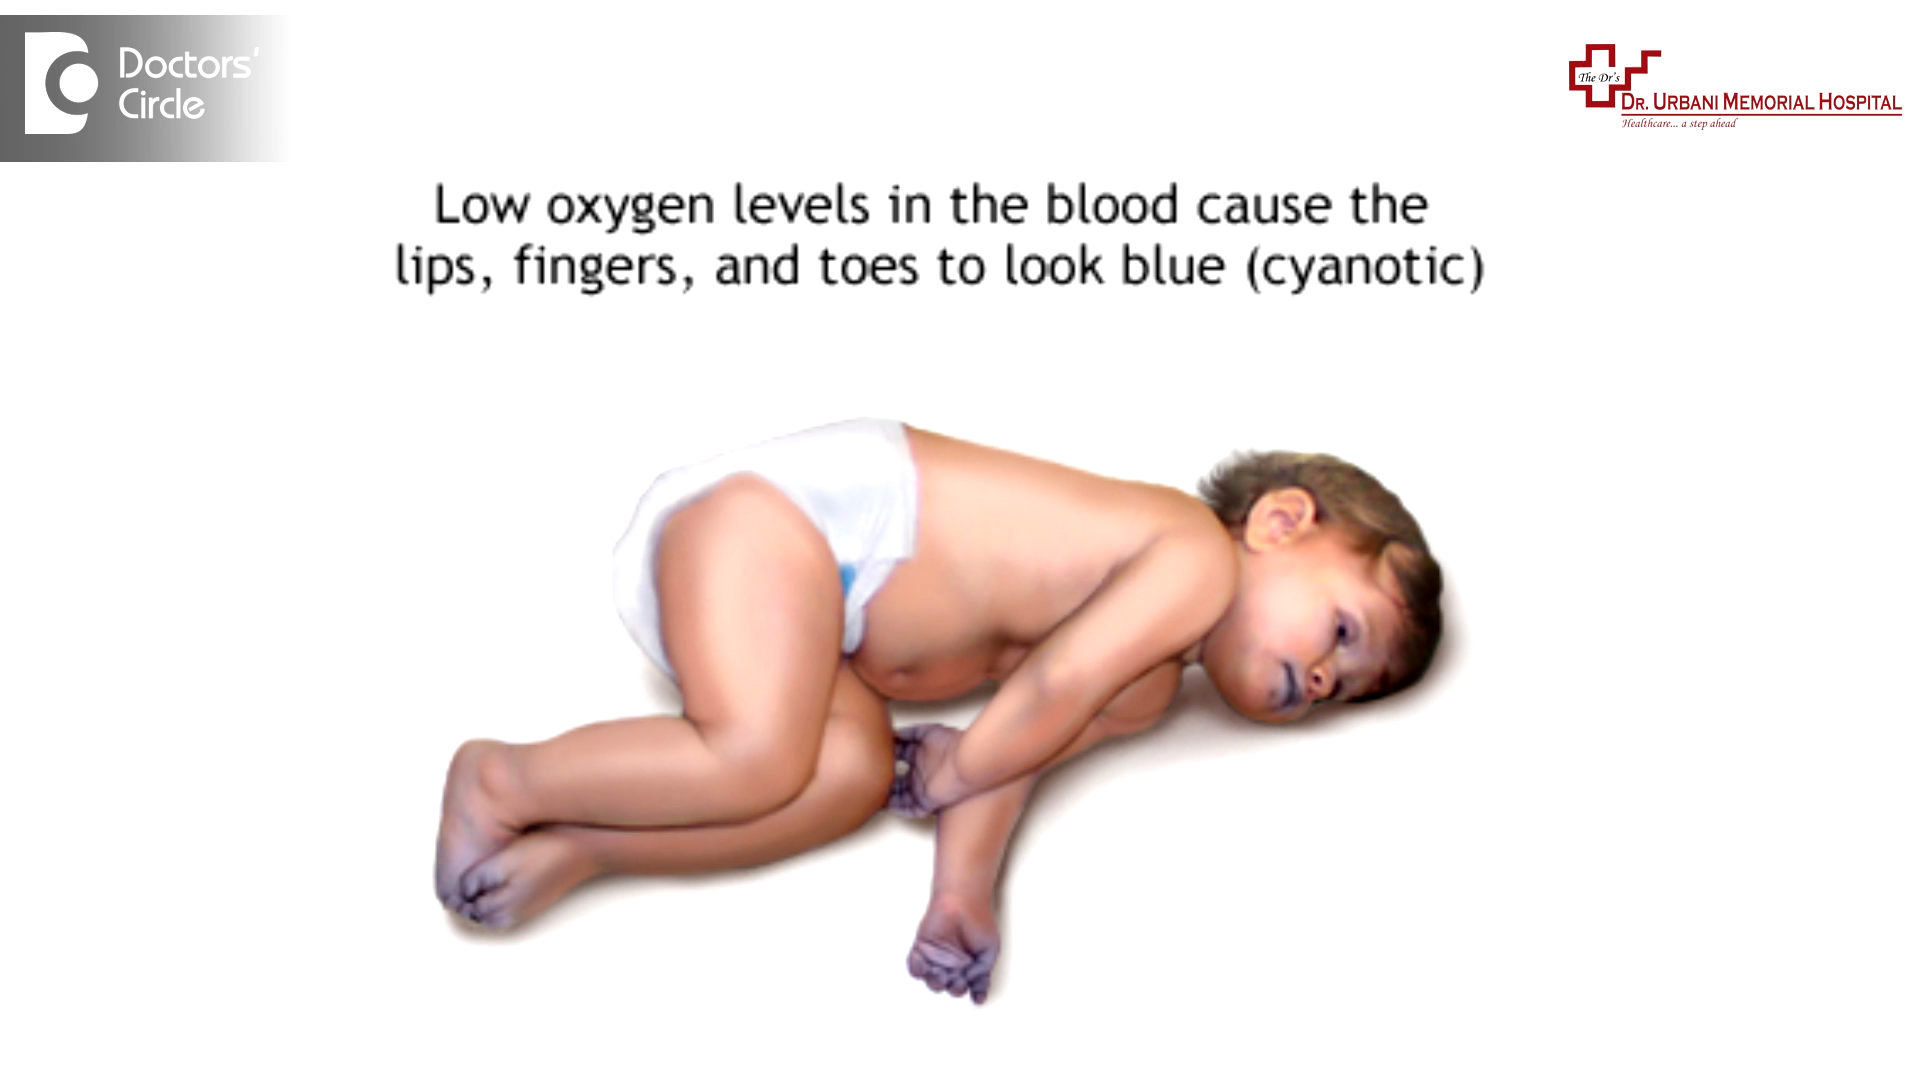 Doctors'
Circle
The Dr's
DR. URBANI MEMORIAL HOSPITAL
Healthcare... a step ahead
Low oxygen levels in the blood cause the
lips, fingers, and toes to look blue (cyanotic)